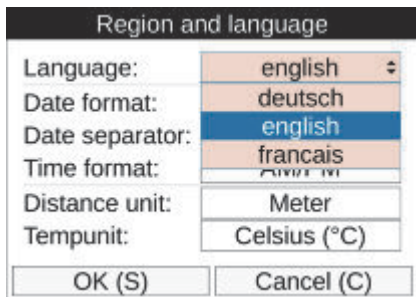 Region and language
Language: english
Date format: deutsch
Date separator: english
Time format: francais
Distance unit: Meter
Tempunit: Celsius (°C)
OK (S) Cancel (C)